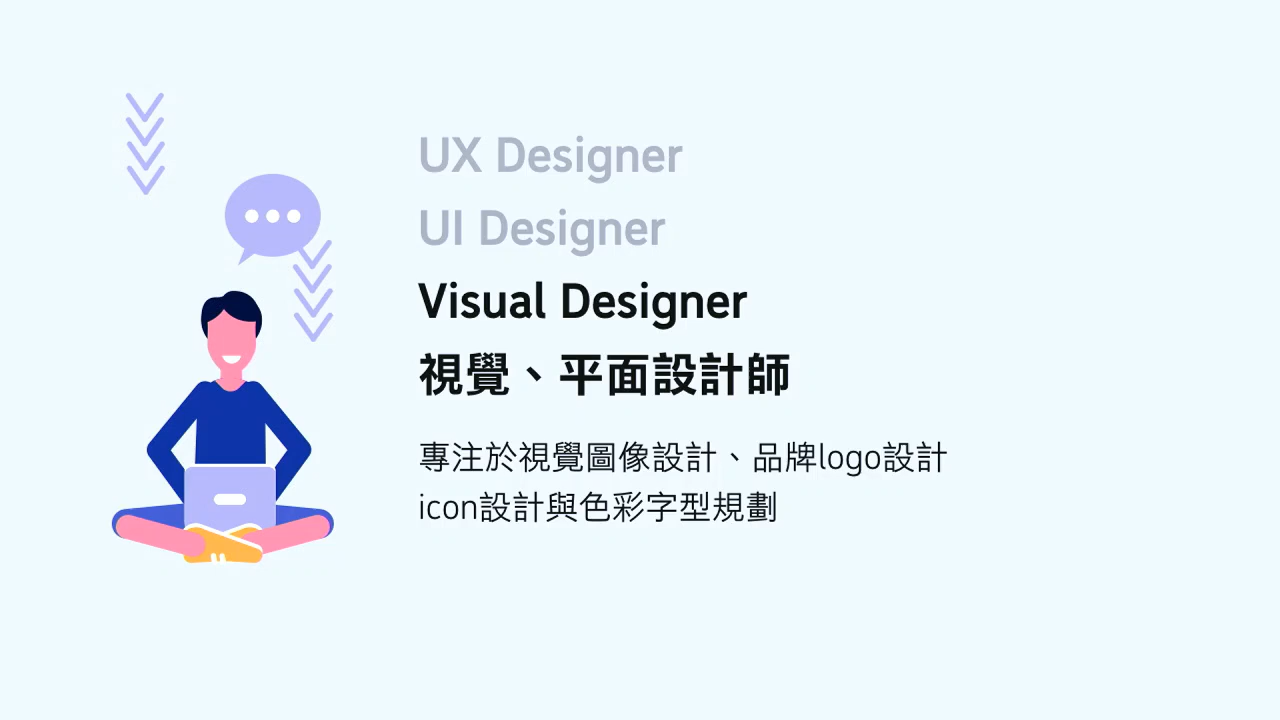 UX Designer
UI Designer
Visual Designer
視覺、平面設計師
專注於視覺圖像設計、品牌logo設計
icon設計與色彩字型規劃